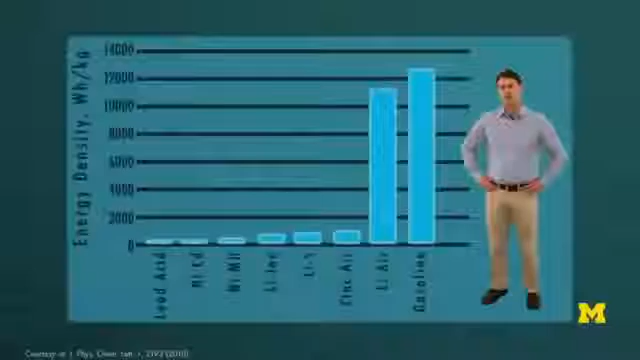 Energy Density, Wh/kg
14000
12000
10000
8000
6000
4000
2000
0
Lead Acid
Ni Cd
Ni MH
Li-Ion
Li-S
Zinc Air
Li Air
Gasoline
M